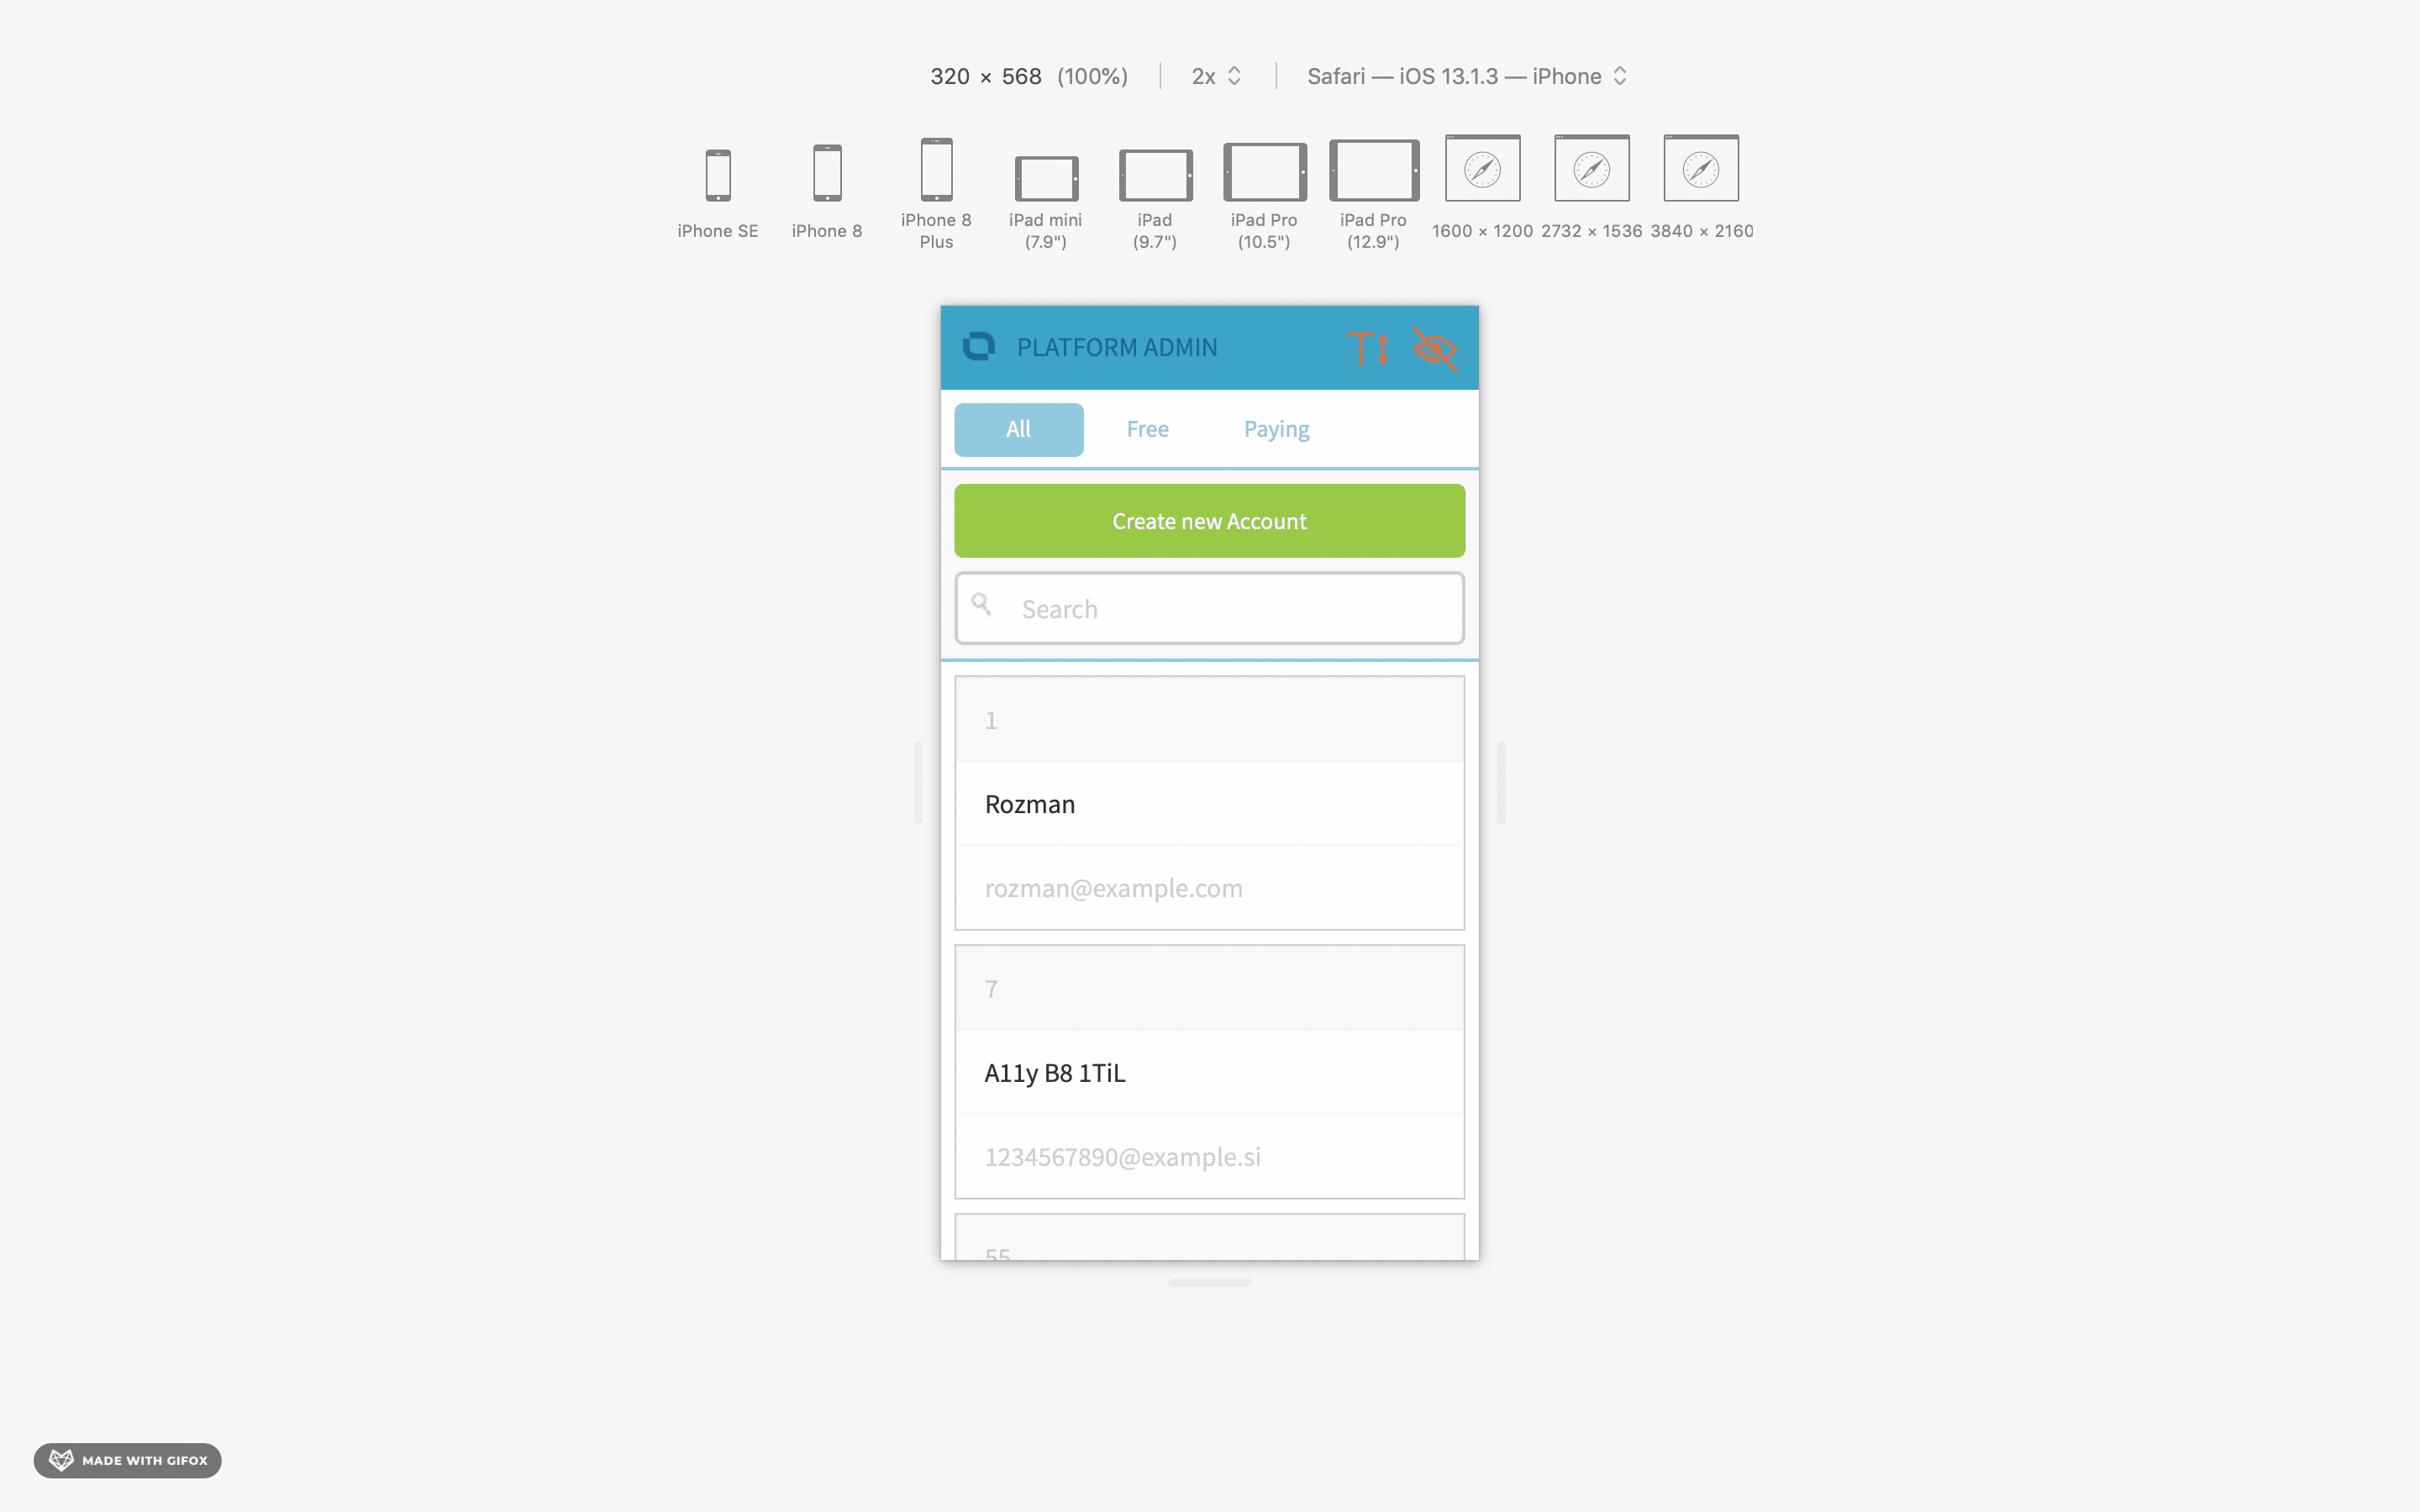 320 × 568 (100%) 2x Safari — iOS 13.1.3 — iPhone
iPhone SE
iPhone 8
iPhone 8
Plus
iPad mini
(7.9")
iPad
(9.7")
iPad Pro
(10.5")
iPad Pro
(12.9")
1600 × 1200
2732 × 1536
3840 × 2160
PLATFORM ADMIN
All Free Paying
Create new Account
Search
1
Rozman
rozman@example.com
7
A11y B8 1TiL
1234567890@example.si
55
MADE WITH GIFOX